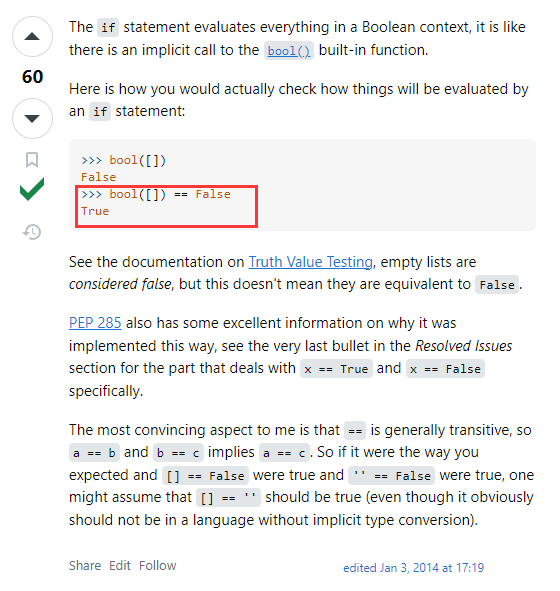 The if statement evaluates everything in a Boolean context, it is like
there is an implicit call to the bool() built-in function.
60
Here is how you would actually check how things will be evaluated by
an if statement:
>>> bool([])
False
>>> bool([]) == False
True
See the documentation on Truth Value Testing, empty lists are
considered false, but this doesn't mean they are equivalent to False.
PEP 285 also has some excellent information on why it was
implemented this way, see the very last bullet in the Resolved Issues
section for the part that deals with x == True and x == False
specifically.
The most convincing aspect to me is that == is generally transitive, so
a == b and b == c implies a == c. So if it were the way you
expected and [] == False were true and '' == False were true, one
might assume that [] == '' should be true (even though it obviously
should not be in a language without implicit type conversion).
Share Edit Follow
edited Jan 3, 2014 at 17:19